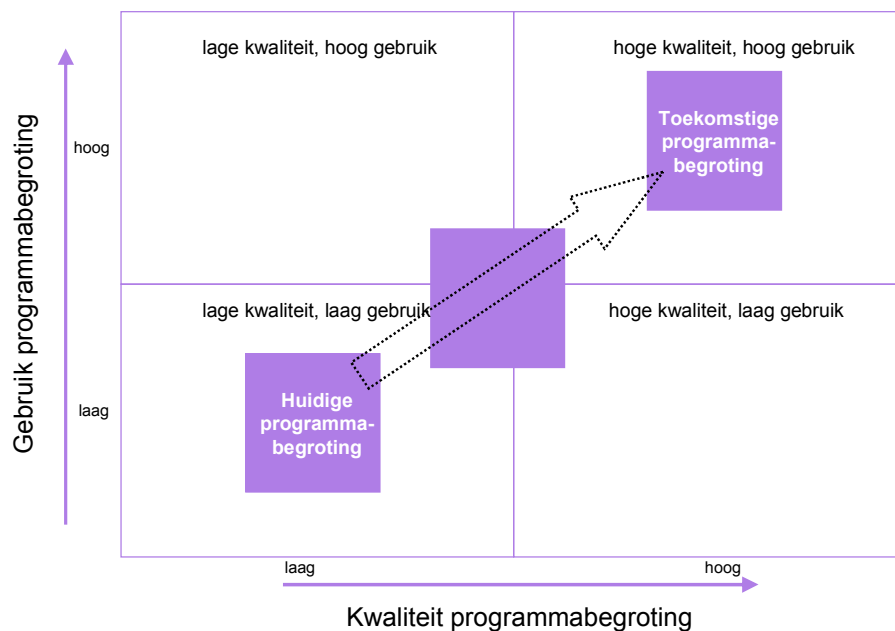 lage kwaliteit, hoog gebruik
hoge kwaliteit, hoog gebruik
Toekomstige
programma-
begroting
Gebruik programmabegroting
hoog
lage kwaliteit, laag gebruik
hoge kwaliteit, laag gebruik
Huidige
programma-
begroting
laag
laag
hoog
Kwaliteit programmabegroting